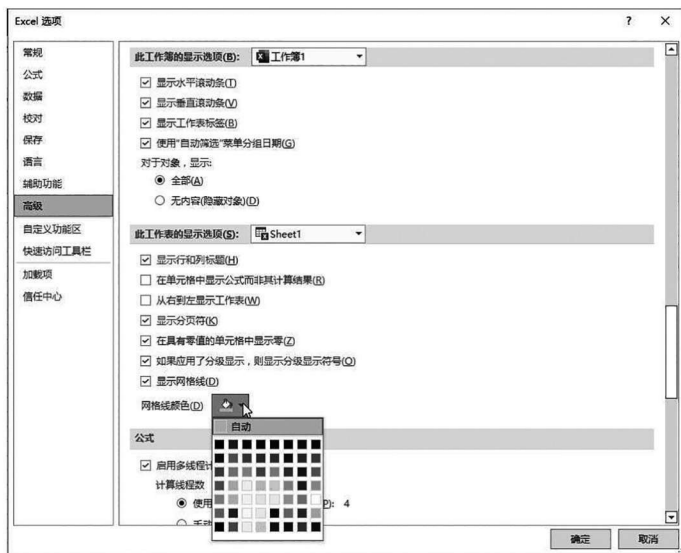 Excel 选项
? ×
常规
公式
数据
校对
保存
语言
辅助功能
高级
自定义功能区
快速访问工具栏
加载项
信任中心
此工作簿的显示选项(B): 工作簿1
显示水平滚动条(T)
显示垂直滚动条(V)
显示工作表标签(B)
使用"自动筛选"菜单分组日期(G)
对于对象，显示:
全部(A)
无内容(隐藏对象)(D)
此工作表的显示选项(S): Sheet1
显示行和列标题(H)
在单元格中显示公式而非其计算结果(R)
从右到左显示工作表(W)
显示分页符(K)
在具有零值的单元格中显示零(Z)
如果应用了分级显示，则显示分级显示符号(O)
显示网格线(D)
网格线颜色(D)
自动
公式
启用多线程计
计算线程数
使用 P): 4
手动
确定 取消